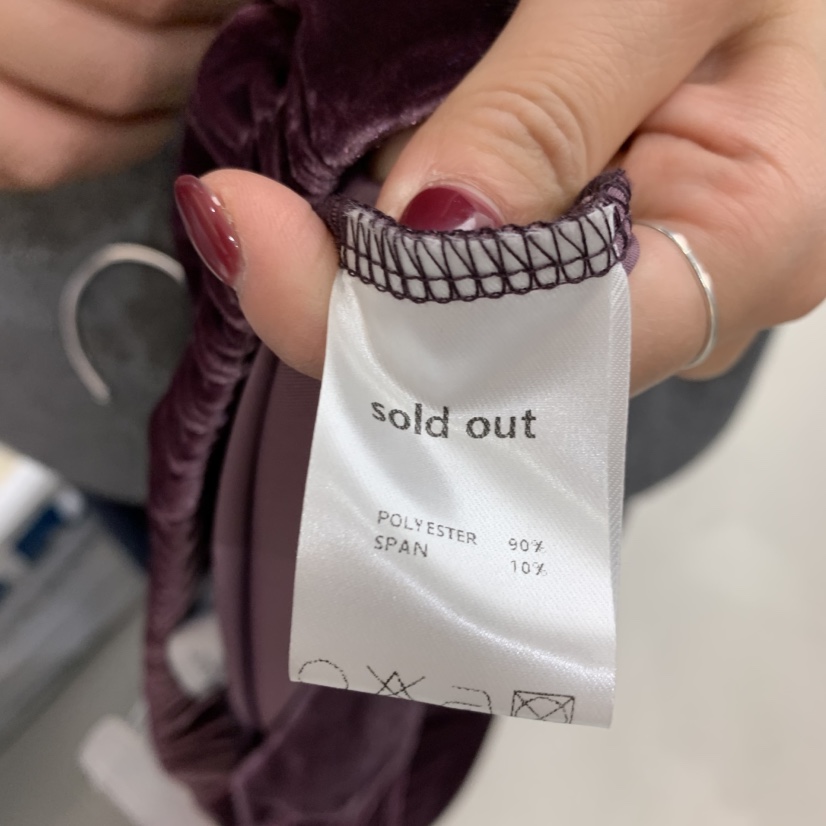 sold out
POLYESTER 90%
SPAN 10%